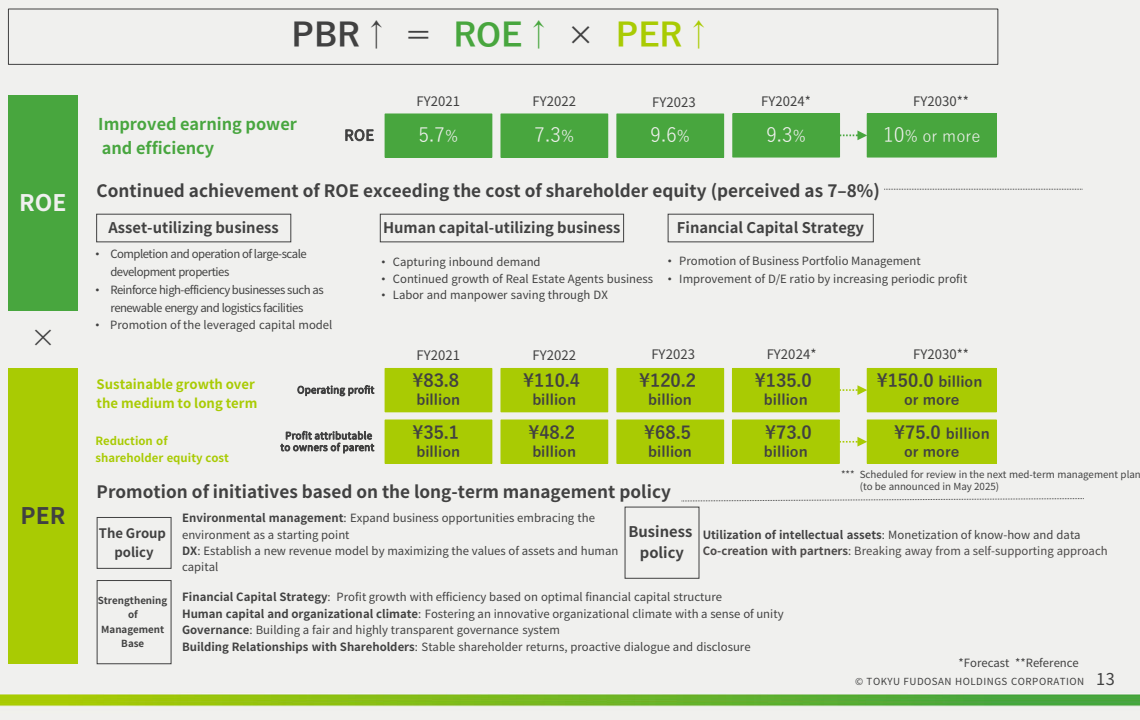 PBR ↑ = ROE ↑ × PER ↑
FY2021 FY2022 FY2023 FY2024* FY2030**
Improved earning power
and efficiency
ROE 5.7% 7.3% 9.6% 9.3% 10% or more
ROE
Continued achievement of ROE exceeding the cost of shareholder equity (perceived as 7–8%)
Asset-utilizing business
• Completion and operation of large-scale
development properties
• Reinforce high-efficiency businesses such as
renewable energy and logistics facilities
• Promotion of the leveraged capital model
Human capital-utilizing business
• Capturing inbound demand
• Continued growth of Real Estate Agents business
• Labor and manpower saving through DX
Financial Capital Strategy
• Promotion of Business Portfolio Management
• Improvement of D/E ratio by increasing periodic profit
×
FY2021 FY2022 FY2023 FY2024* FY2030**
Sustainable growth over
the medium to long term
Operating profit
¥83.8 ¥110.4 ¥120.2 ¥135.0 ¥150.0 billion
billion billion billion billion or more
Reduction of
shareholder equity cost
Profit attributable
to owners of parent
¥35.1 ¥48.2 ¥68.5 ¥73.0 ¥75.0 billion
billion billion billion billion or more
*** Scheduled for review in the next med-term management plan
(to be announced in May 2025)
PER
Promotion of initiatives based on the long-term management policy
The Group
policy
Environmental management: Expand business opportunities embracing the
environment as a starting point
DX: Establish a new revenue model by maximizing the values of assets and human
capital
Business
policy
Utilization of intellectual assets: Monetization of know-how and data
Co-creation with partners: Breaking away from a self-supporting approach
Strengthening
of
Management
Base
Financial Capital Strategy: Profit growth with efficiency based on optimal financial capital structure
Human capital and organizational climate: Fostering an innovative organizational climate with a sense of unity
Governance: Building a fair and highly transparent governance system
Building Relationships with Shareholders: Stable shareholder returns, proactive dialogue and disclosure
*Forecast **Reference
© TOKYU FUDOSAN HOLDINGS CORPORATION 13